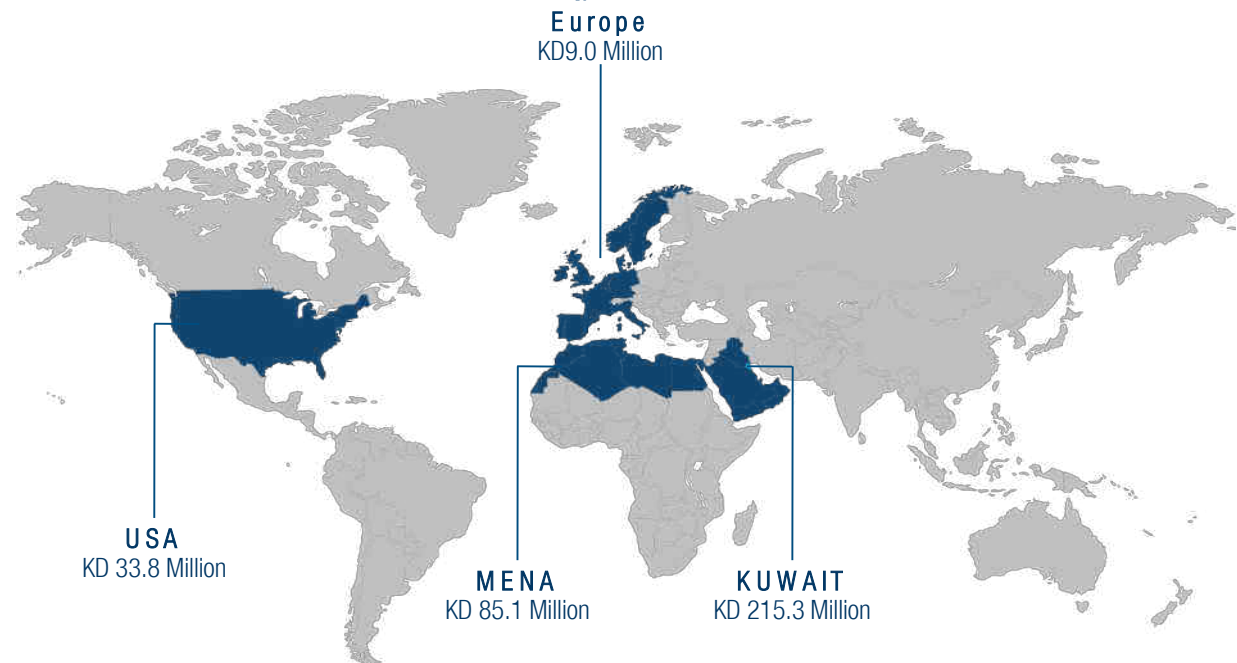 Europe
KD9.0 Million
USA
KD 33.8 Million
MENA
KD 85.1 Million
KUWAIT
KD 215.3 Million